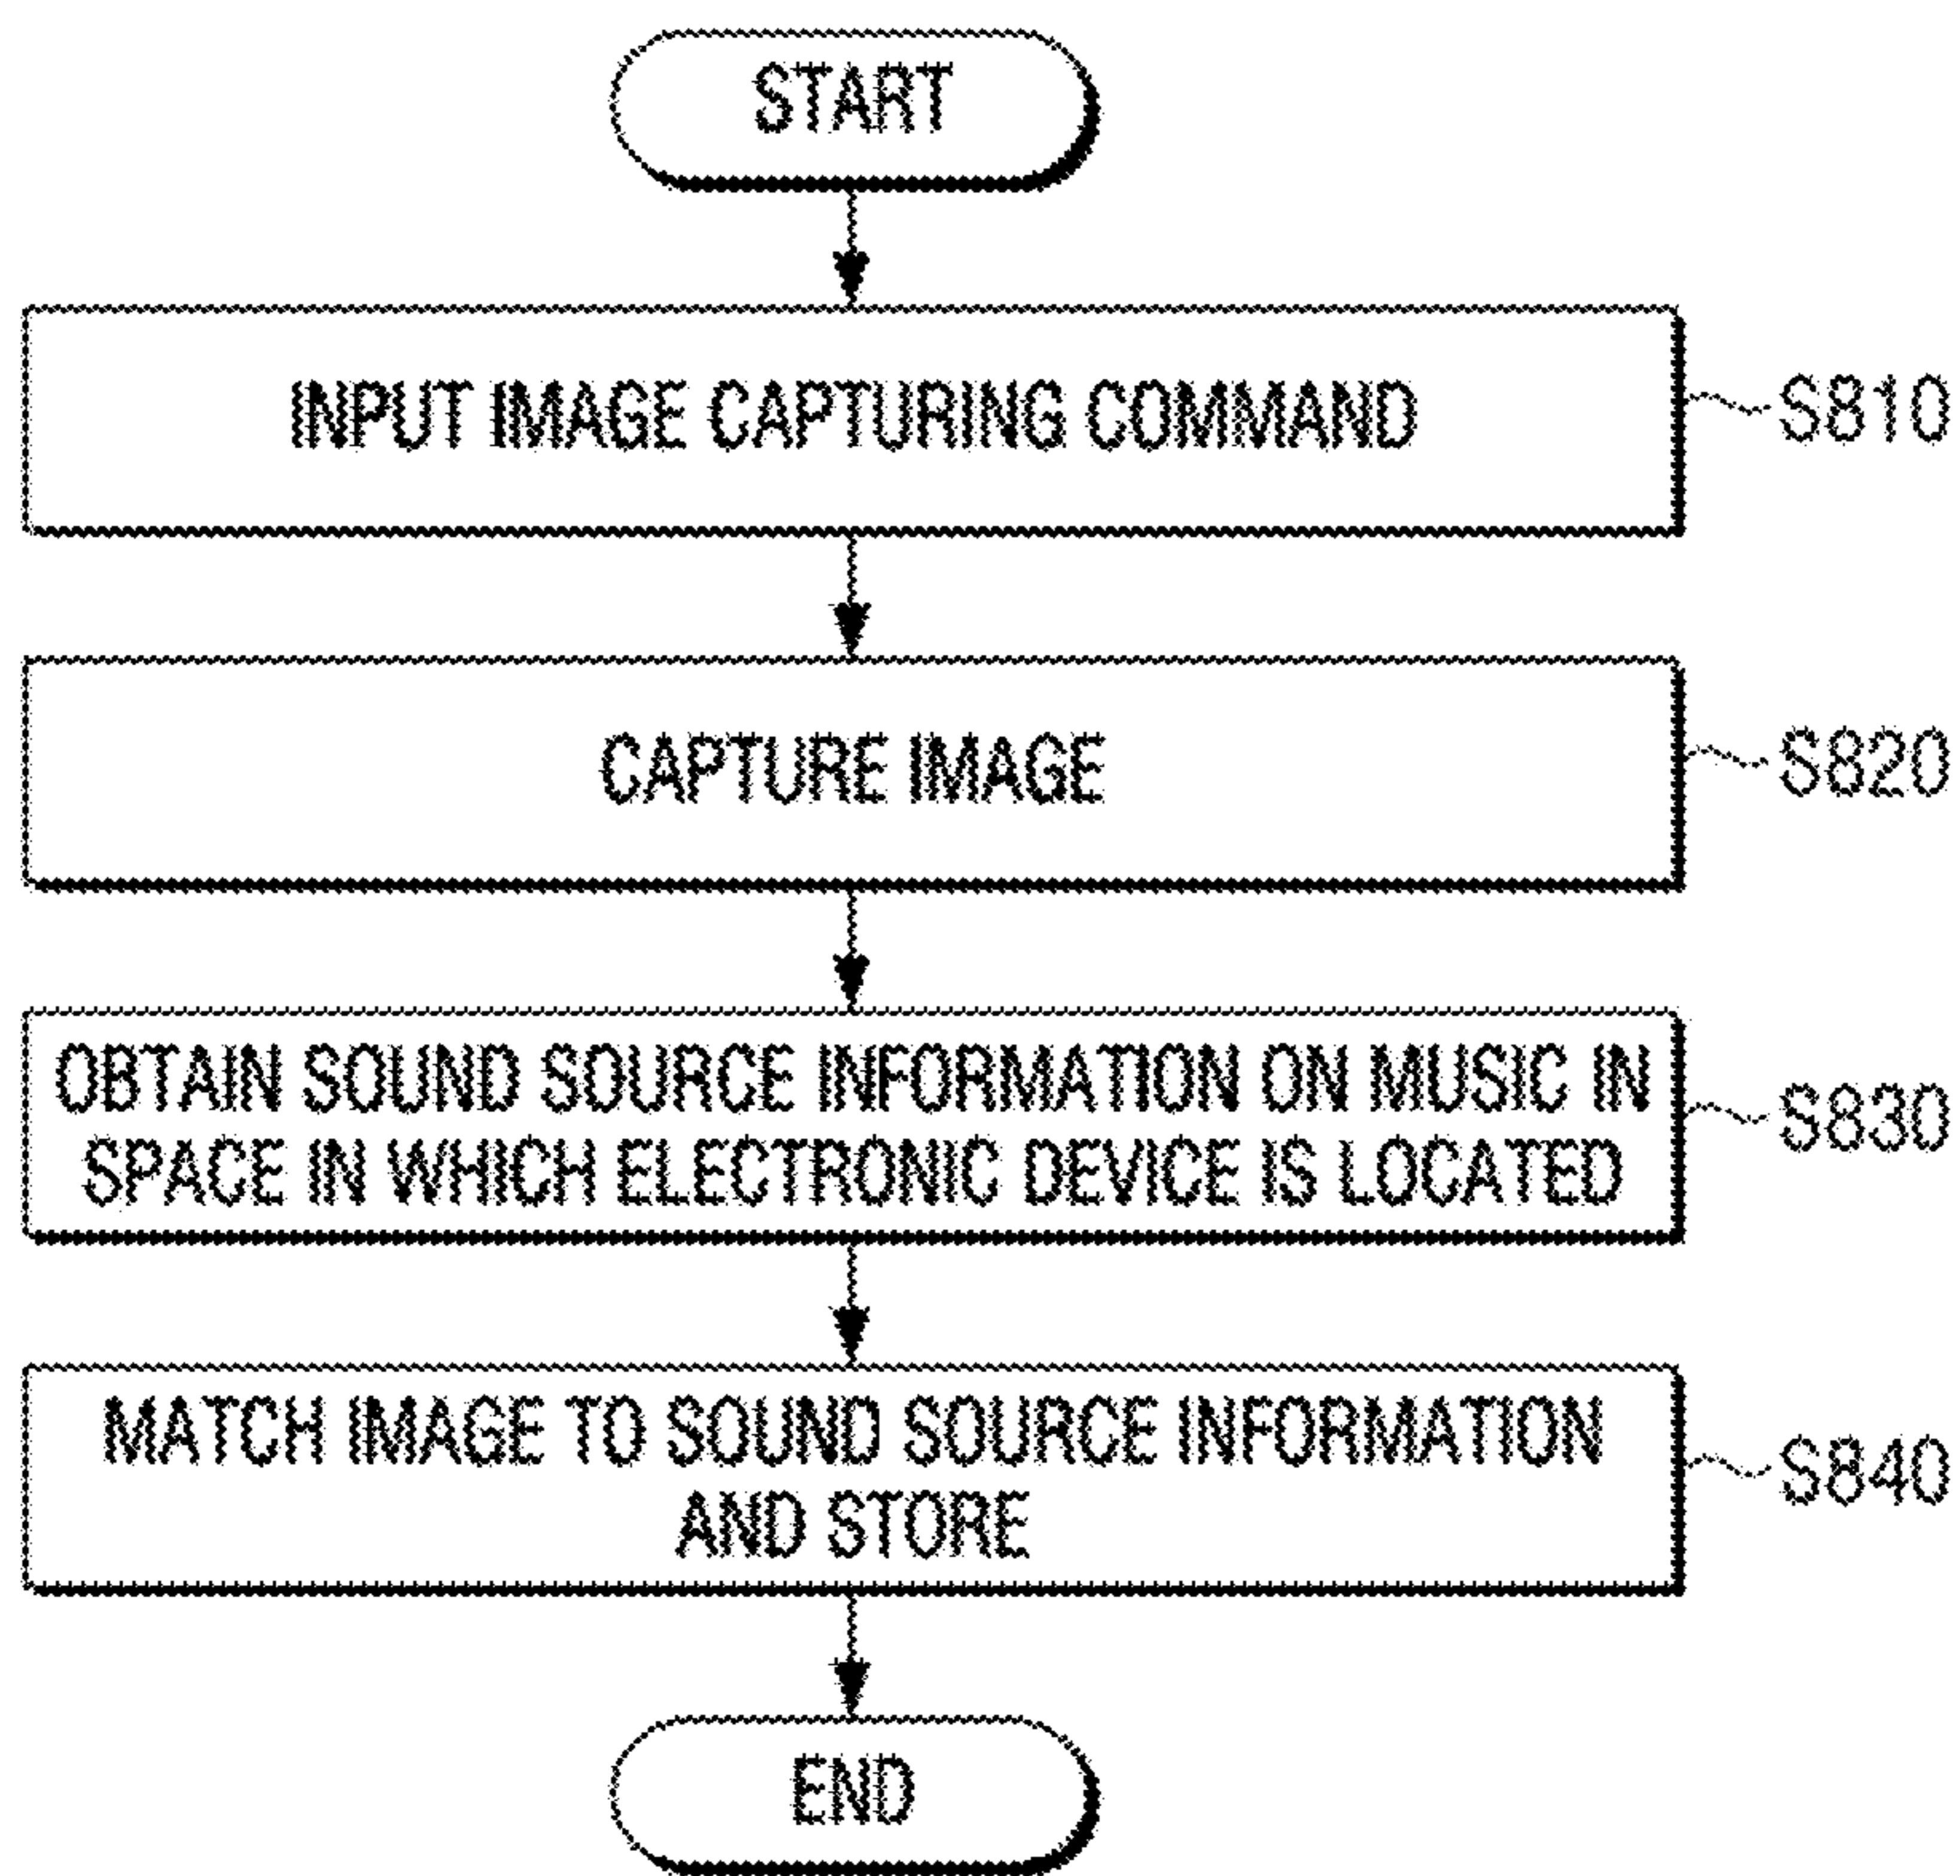 START
INPUT IMAGE CAPTURING COMMAND
S810
CAPTURE IMAGE
S820
OBTAIN SOUND SOURCE INFORMATION ON MUSIC IN
SPACE IN WHICH ELECTRONIC DEVICE IS LOCATED
S830
MATCH IMAGE TO SOUND SOURCE INFORMATION
AND STORE
S840
END